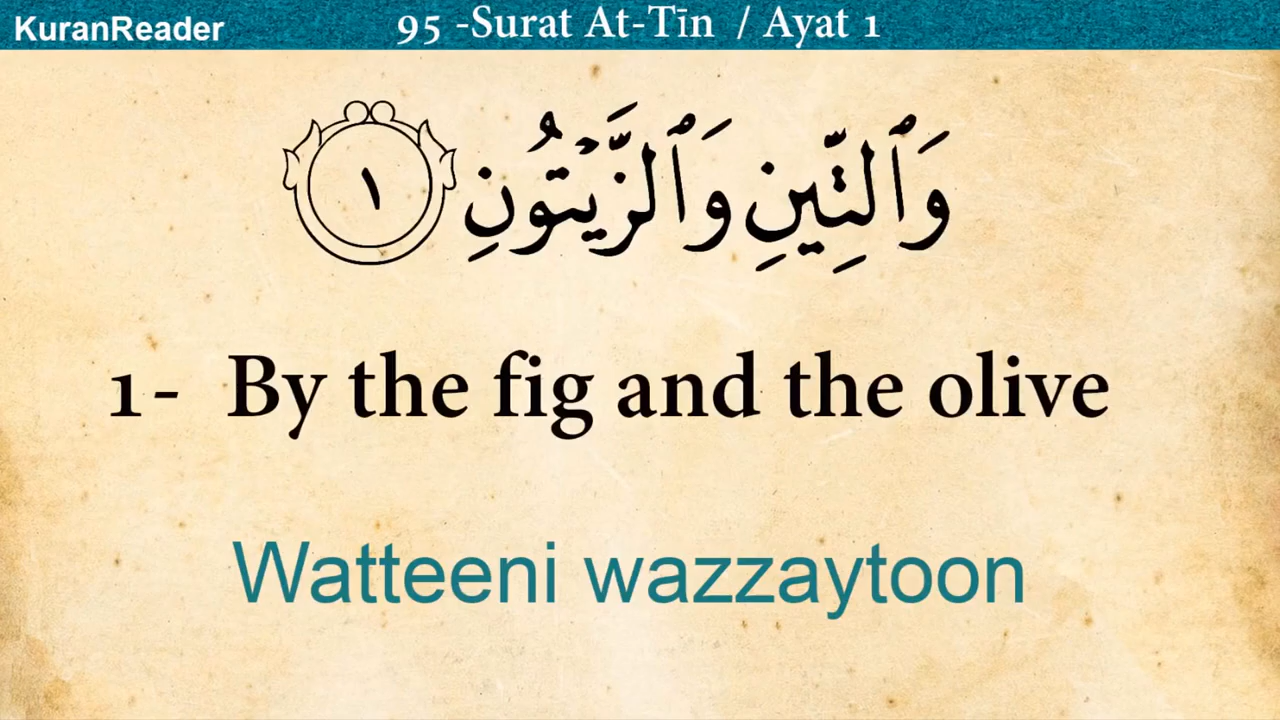 KuranReader
95 -Surat At-Tīn / Ayat 1
وَٱلتِّينِ وَٱلزَّيْتُونِ ١
1- By the fig and the olive
Watteeni wazzaytoon